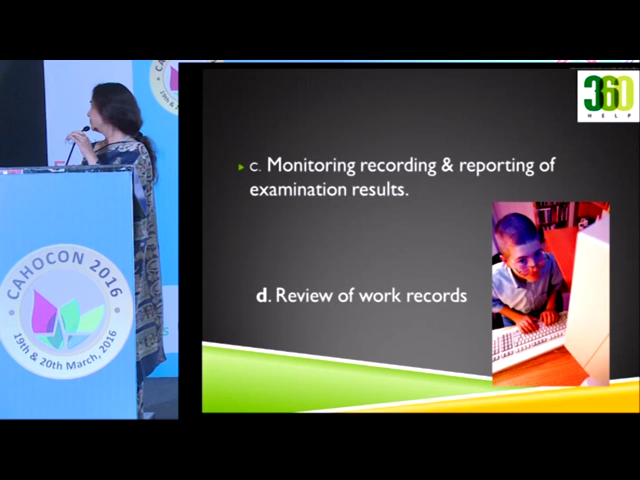 360
HELP
c. Monitoring recording & reporting of
examination results.
d. Review of work records
CAHOCON 2016
19th & 20th March, 2016